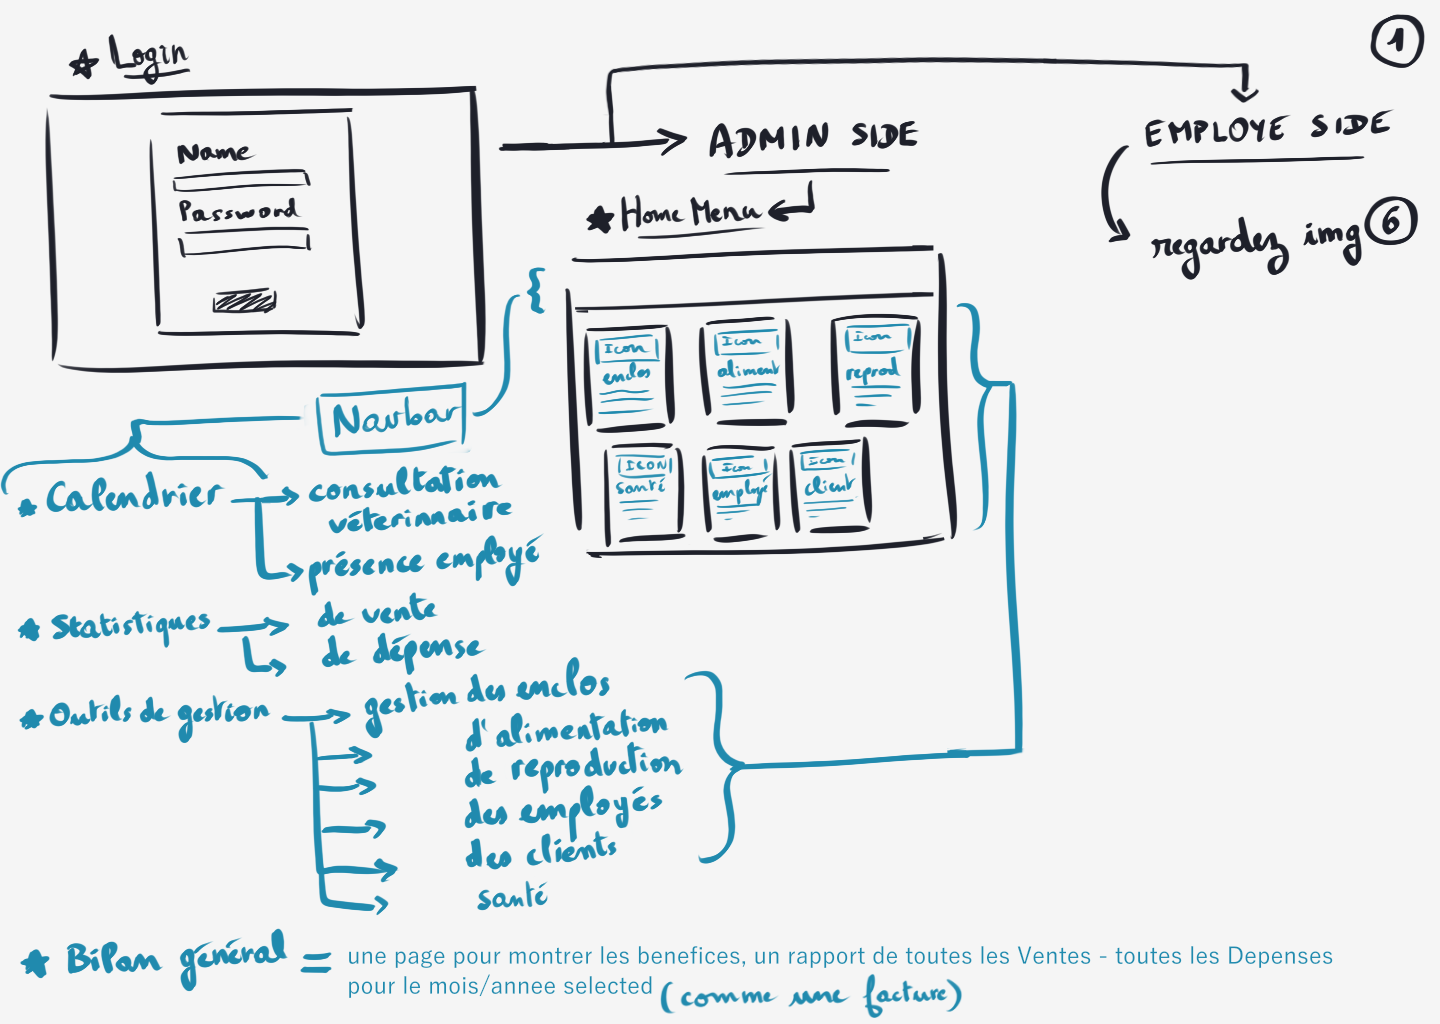 Login
1
Name
Password
ADMIN SIDE
EMPLOYE SIDE
Home Menu
regardez img 6
{
Icon
enclos
Icon
aliment
Icon
reprod
ICON
santé
Icon
employé
Icon
client
Navbar
Calendrier
consultation
véterinnaire
présence employé
Statistiques
de vente
de dépense
Outils de gestion
gestion des enclos
d'alimentation
de reproduction
des employés
des clients
santé
Bilan général = une page pour montrer les benefices, un rapport de toutes les Ventes - toutes les Depenses
pour le mois/annee selected (comme une facture)